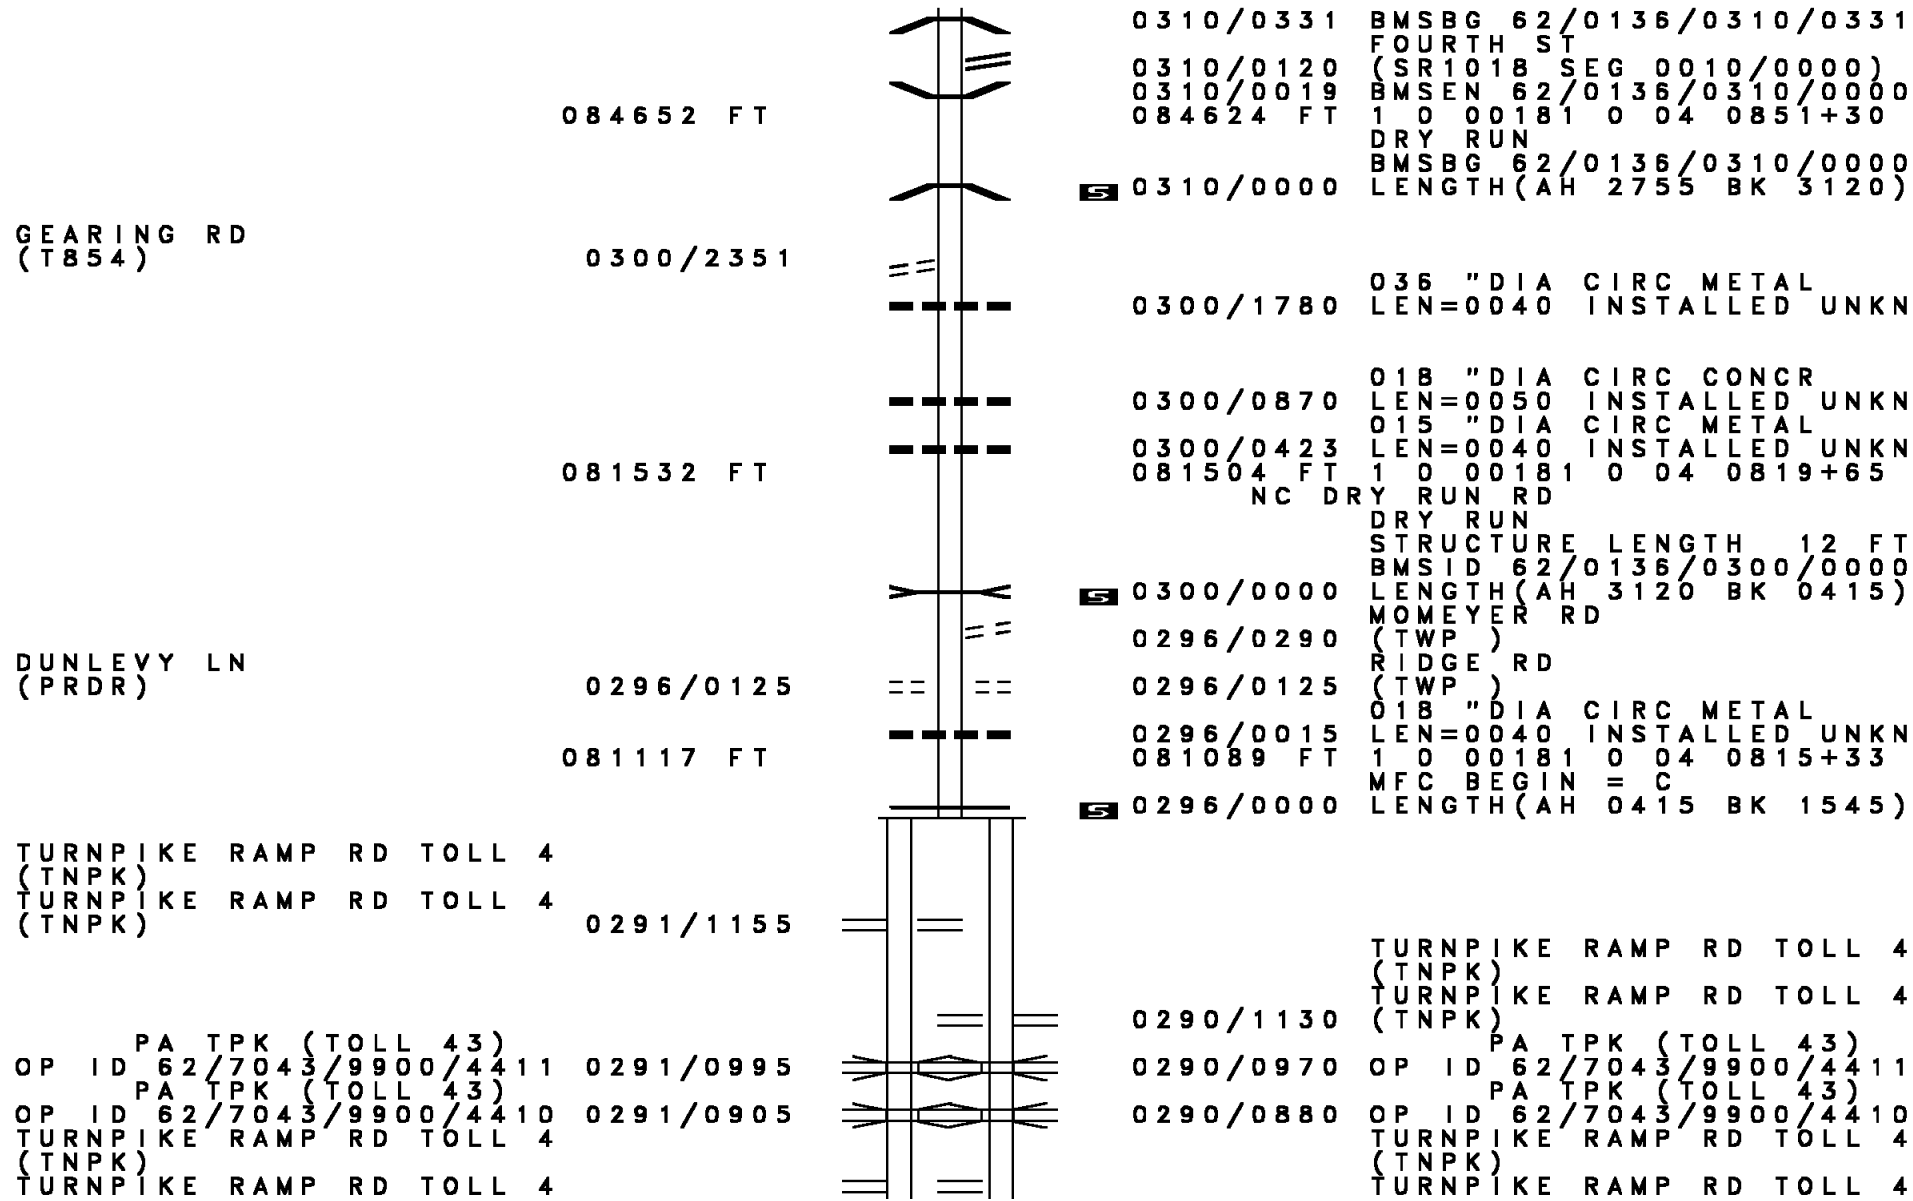 0310/0331 BMSBG 62/0136/0310/0331
FOURTH ST
0310/0120 (SR1018 SEG 0010/0000)
0310/0019 BMSEN 62/0136/0310/0000
084652 FT 084624 FT 1 0 00181 0 04 0851+30
DRY RUN
BMSBG 62/0136/0310/0000
S 0310/0000 LENGTH(AH 2755 BK 3120)
GEARING RD
(T854) 0300/2351
036 "DIA CIRC METAL
0300/1780 LEN=0040 INSTALLED UNKN
018 "DIA CIRC CONCR
0300/0870 LEN=0050 INSTALLED UNKN
015 "DIA CIRC METAL
0300/0423 LEN=0040 INSTALLED UNKN
081532 FT 081504 FT 1 0 00181 0 04 0819+65
NC DRY RUN RD
DRY RUN
STRUCTURE LENGTH 12 FT
BMSID 62/0136/0300/0000
S 0300/0000 LENGTH(AH 3120 BK 0415)
MOMEYER RD
0296/0290 (TWP )
DUNLEVY LN RIDGE RD
(PRDR) 0296/0125 0296/0125 (TWP )
018 "DIA CIRC METAL
0296/0015 LEN=0040 INSTALLED UNKN
081117 FT 081089 FT 1 0 00181 0 04 0815+33
MFC BEGIN = C
S 0296/0000 LENGTH(AH 0415 BK 1545)
TURNPIKE RAMP RD TOLL 4
(TNPK)
TURNPIKE RAMP RD TOLL 4
(TNPK) 0291/1155
TURNPIKE RAMP RD TOLL 4
(TNPK)
TURNPIKE RAMP RD TOLL 4
0290/1130 (TNPK)
PA TPK (TOLL 43) PA TPK (TOLL 43)
OP ID 62/7043/9900/4411 0291/0995 0290/0970 OP ID 62/7043/9900/4411
PA TPK (TOLL 43) PA TPK (TOLL 43)
OP ID 62/7043/9900/4410 0291/0905 0290/0880 OP ID 62/7043/9900/4410
TURNPIKE RAMP RD TOLL 4 TURNPIKE RAMP RD TOLL 4
(TNPK) (TNPK)
TURNPIKE RAMP RD TOLL 4 TURNPIKE RAMP RD TOLL 4